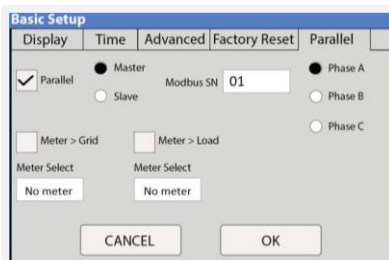 Basic Setup
Display Time Advanced Factory Reset Parallel
Parallel Master Modbus SN 01 Phase A
Slave Phase B
Phase C
Meter > Grid Meter > Load
Meter Select Meter Select
No meter No meter
CANCEL OK